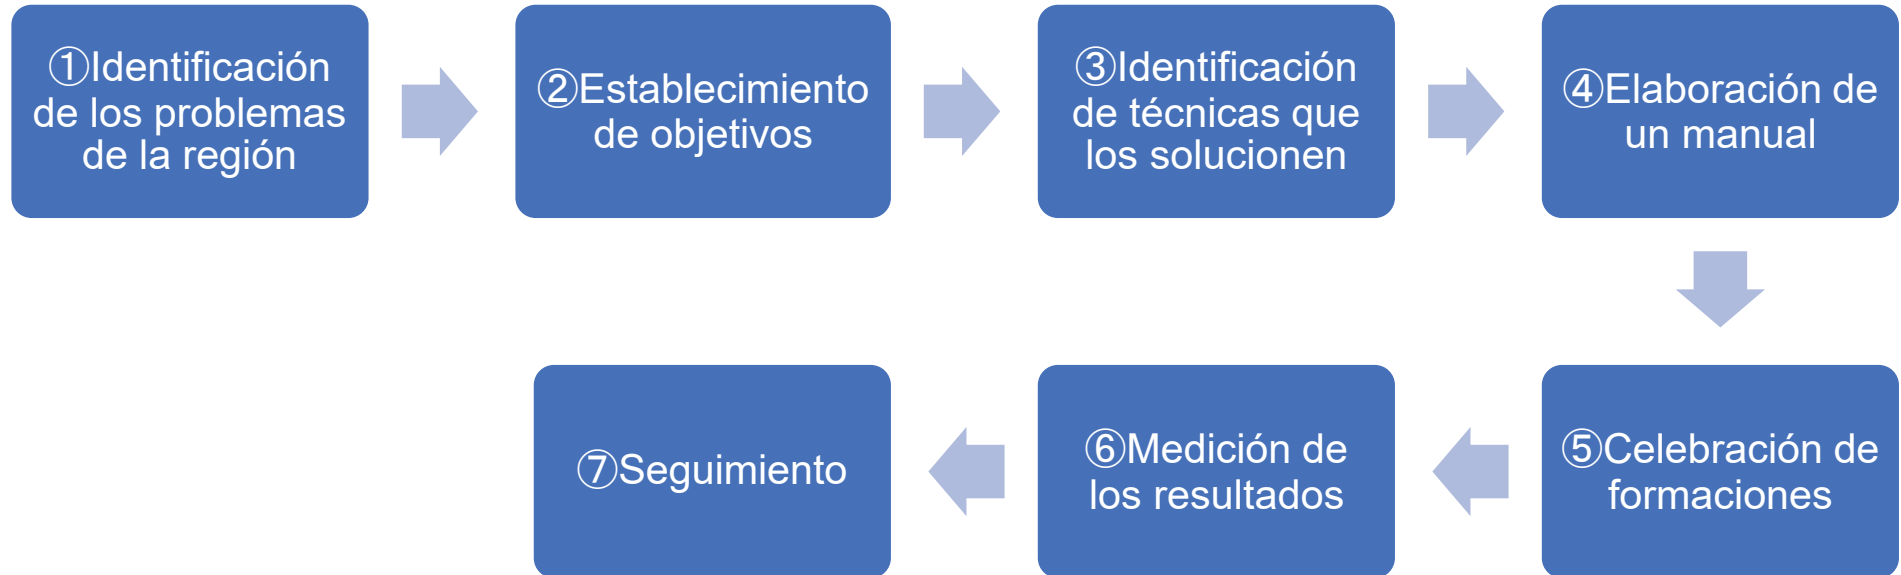 ①Identificación
de los problemas
de la región
②Establecimiento
de objetivos
③Identificación
de técnicas que
los solucionen
④Elaboración de
un manual
⑤Celebración de
formaciones
⑥Medición de
los resultados
⑦Seguimiento